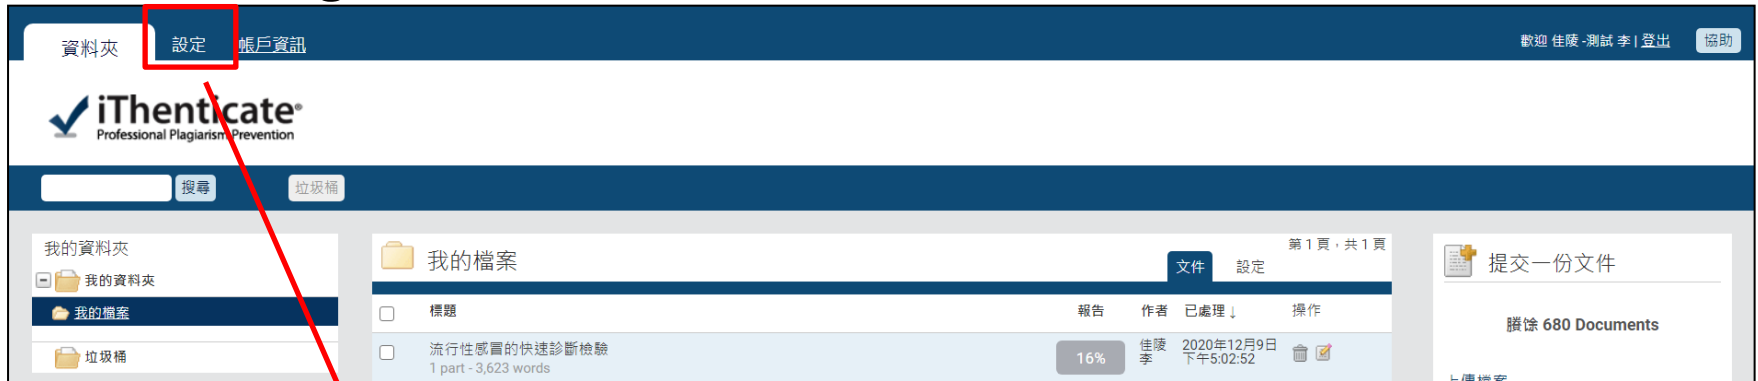 資料夾 設定 帳戶資訊 歡迎 佳陵 -測試 李 | 登出 協助
iThenticate®
Professional Plagiarism Prevention
搜尋 垃圾桶
我的資料夾
我的資料夾
我的檔案
垃圾桶
我的檔案
第 1 頁，共 1 頁
文件 設定
標題 報告 作者 已處理↓ 操作
流行性感冒的快速診斷檢驗
1 part - 3,623 words
16%
佳陵
李
2020年12月9日
下午5:02:52
提交一份文件
賸馀 680 Documents
上傳檔案